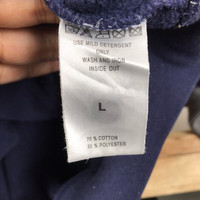 USE MILD DETERGENT
ONLY
WASH AND IRON
INSIDE OUT
L
% COTTON
% POLYESTER